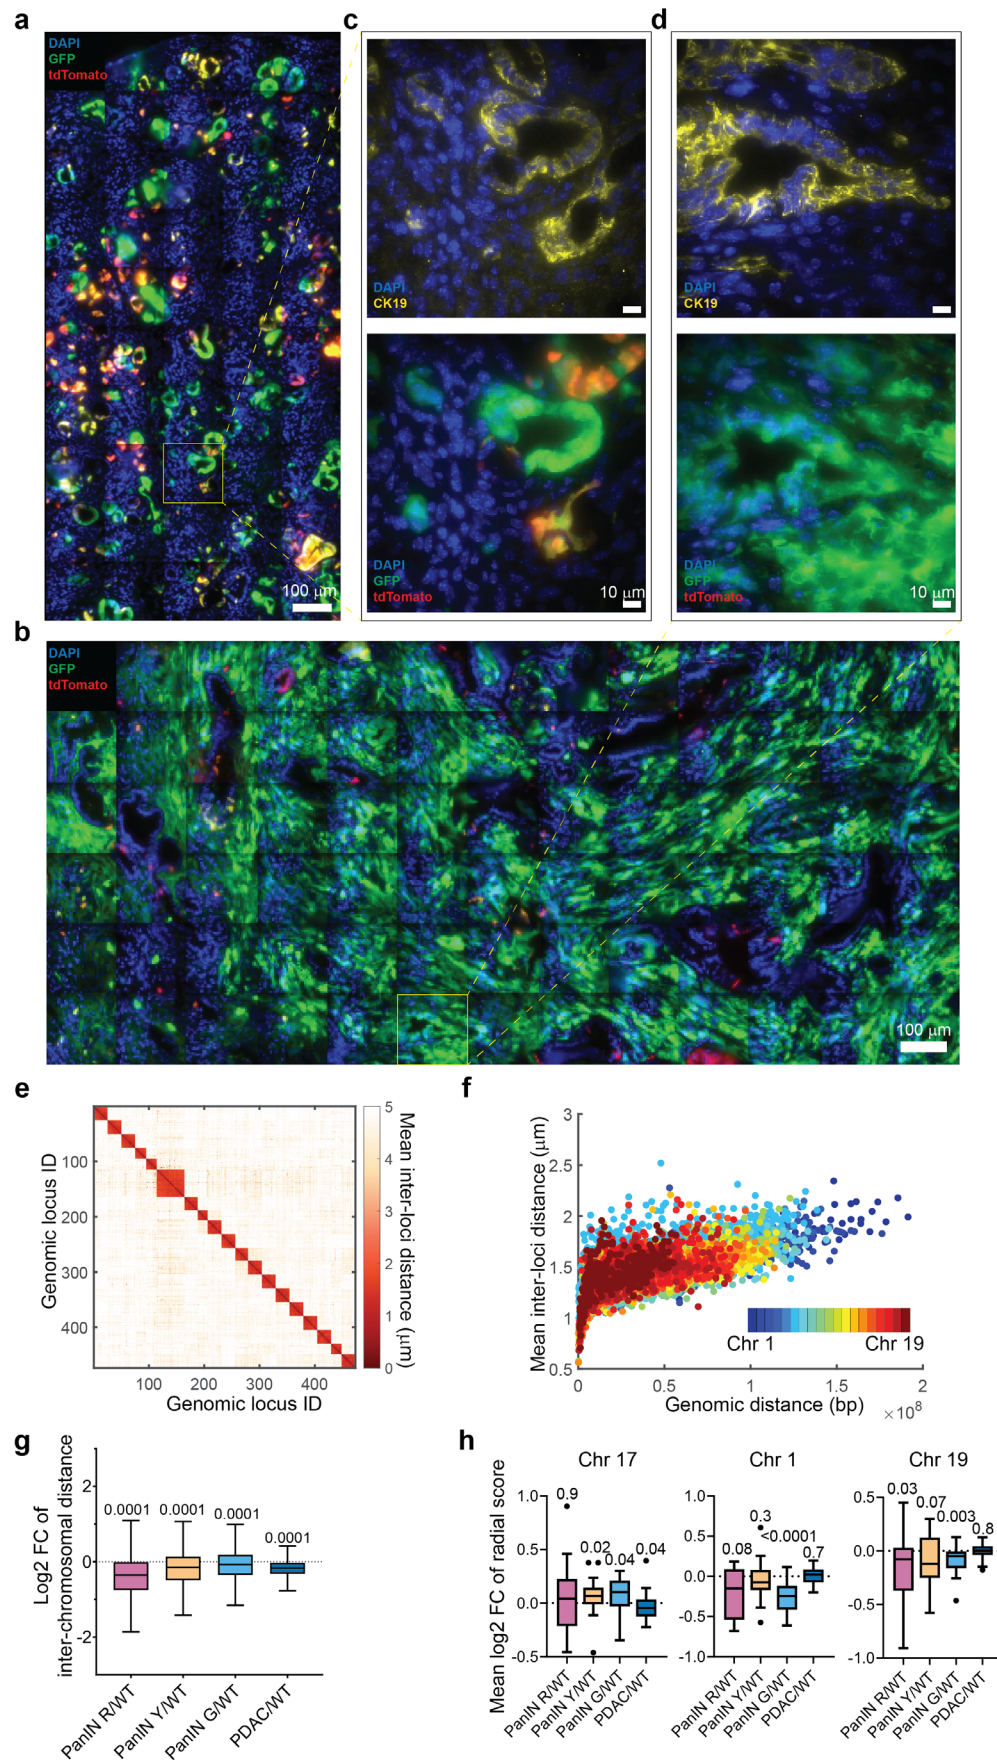 a
DAPI
GFP
tdTomato
100 μm
c
DAPI
CK19
DAPI
GFP
tdTomato
10 μm
d
DAPI
CK19
DAPI
GFP
tdTomato
10 μm
b
DAPI
GFP
tdTomato
100 μm
e
Genomic locus ID
100
200
300
400
100 200 300 400
Genomic locus ID
5
4
3
2
1
0
Mean inter-loci distance (μm)
f
Mean inter-loci distance (μm)
3
2.5
2
1.5
1
0.5
Chr 1 Chr 19
0 0.5 1 1.5 2
Genomic distance (bp) ×10⁸
g
Log2 FC of
inter-chromosomal distance
2
0
-2
0.0001 0.0001 0.0001 0.0001
PanIN R/WT PanIN Y/WT PanIN G/WT PDAC/WT
h
Mean log2 FC of radial score
Chr 17
1.0
0.5
0.0
-0.5
0.9 0.02 0.04 0.04
PanIN R/WT PanIN Y/WT PanIN G/WT PDAC/WT
Chr 1
1.0
0.5
0.0
-0.5
-1.0
0.08 0.3 <0.0001 0.7
PanIN R/WT PanIN Y/WT PanIN G/WT PDAC/WT
Chr 19
0.5
0.0
-0.5
-1.0
0.03 0.07 0.003 0.8
PanIN R/WT PanIN Y/WT PanIN G/WT PDAC/WT